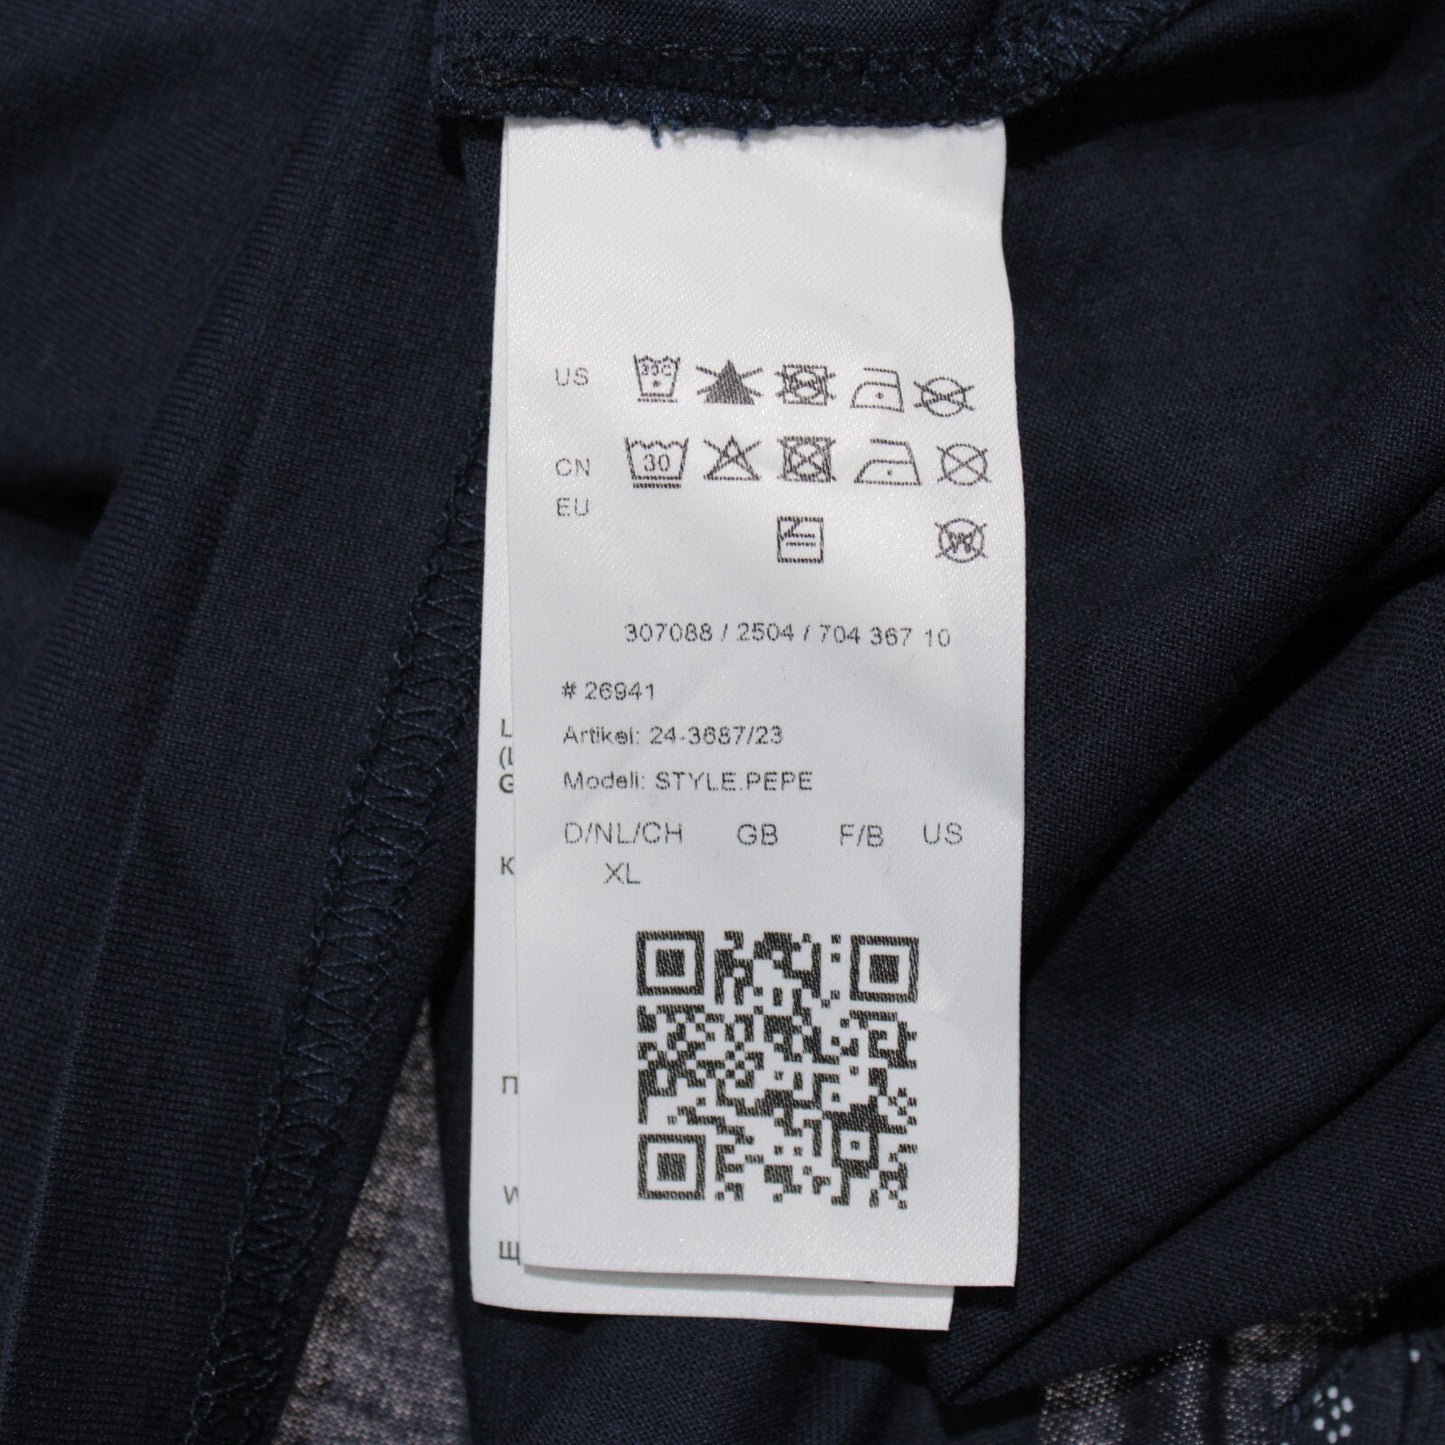 US 30C
CN 30
EU
W
307088 / 2504 / 704 367 10
# 26941
Artikel: 24-3687/23
Modell: STYLE.PEPE
D/NL/CH GB F/B US
XL
L
(L
G
K
П
W
Щ